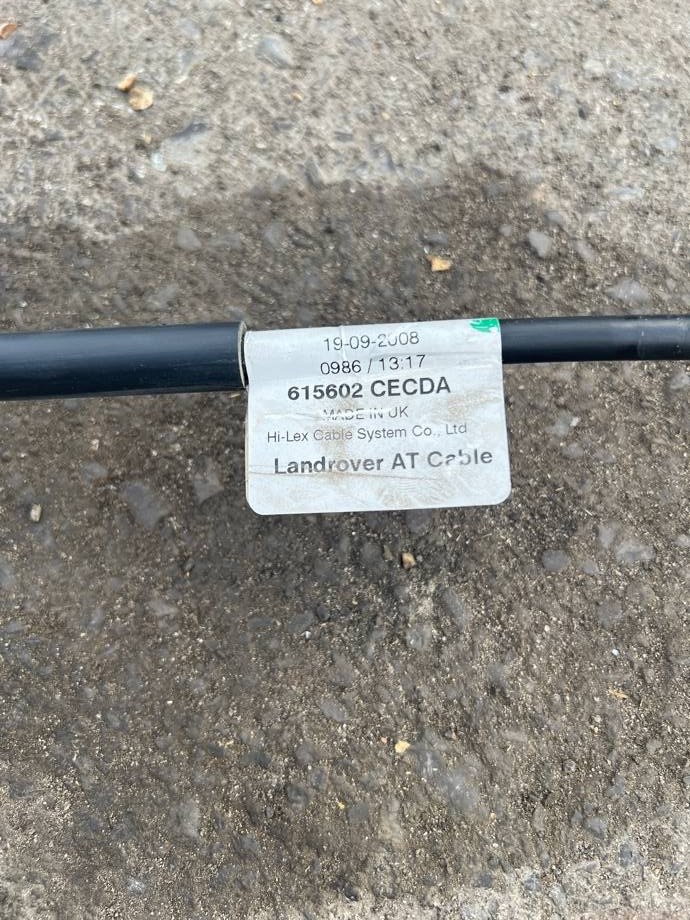 19-09-2008
0986 / 13:17
615602 CECDA
MADE IN UK
Hi-Lex Cable System Co., Ltd
Landrover AT Cable